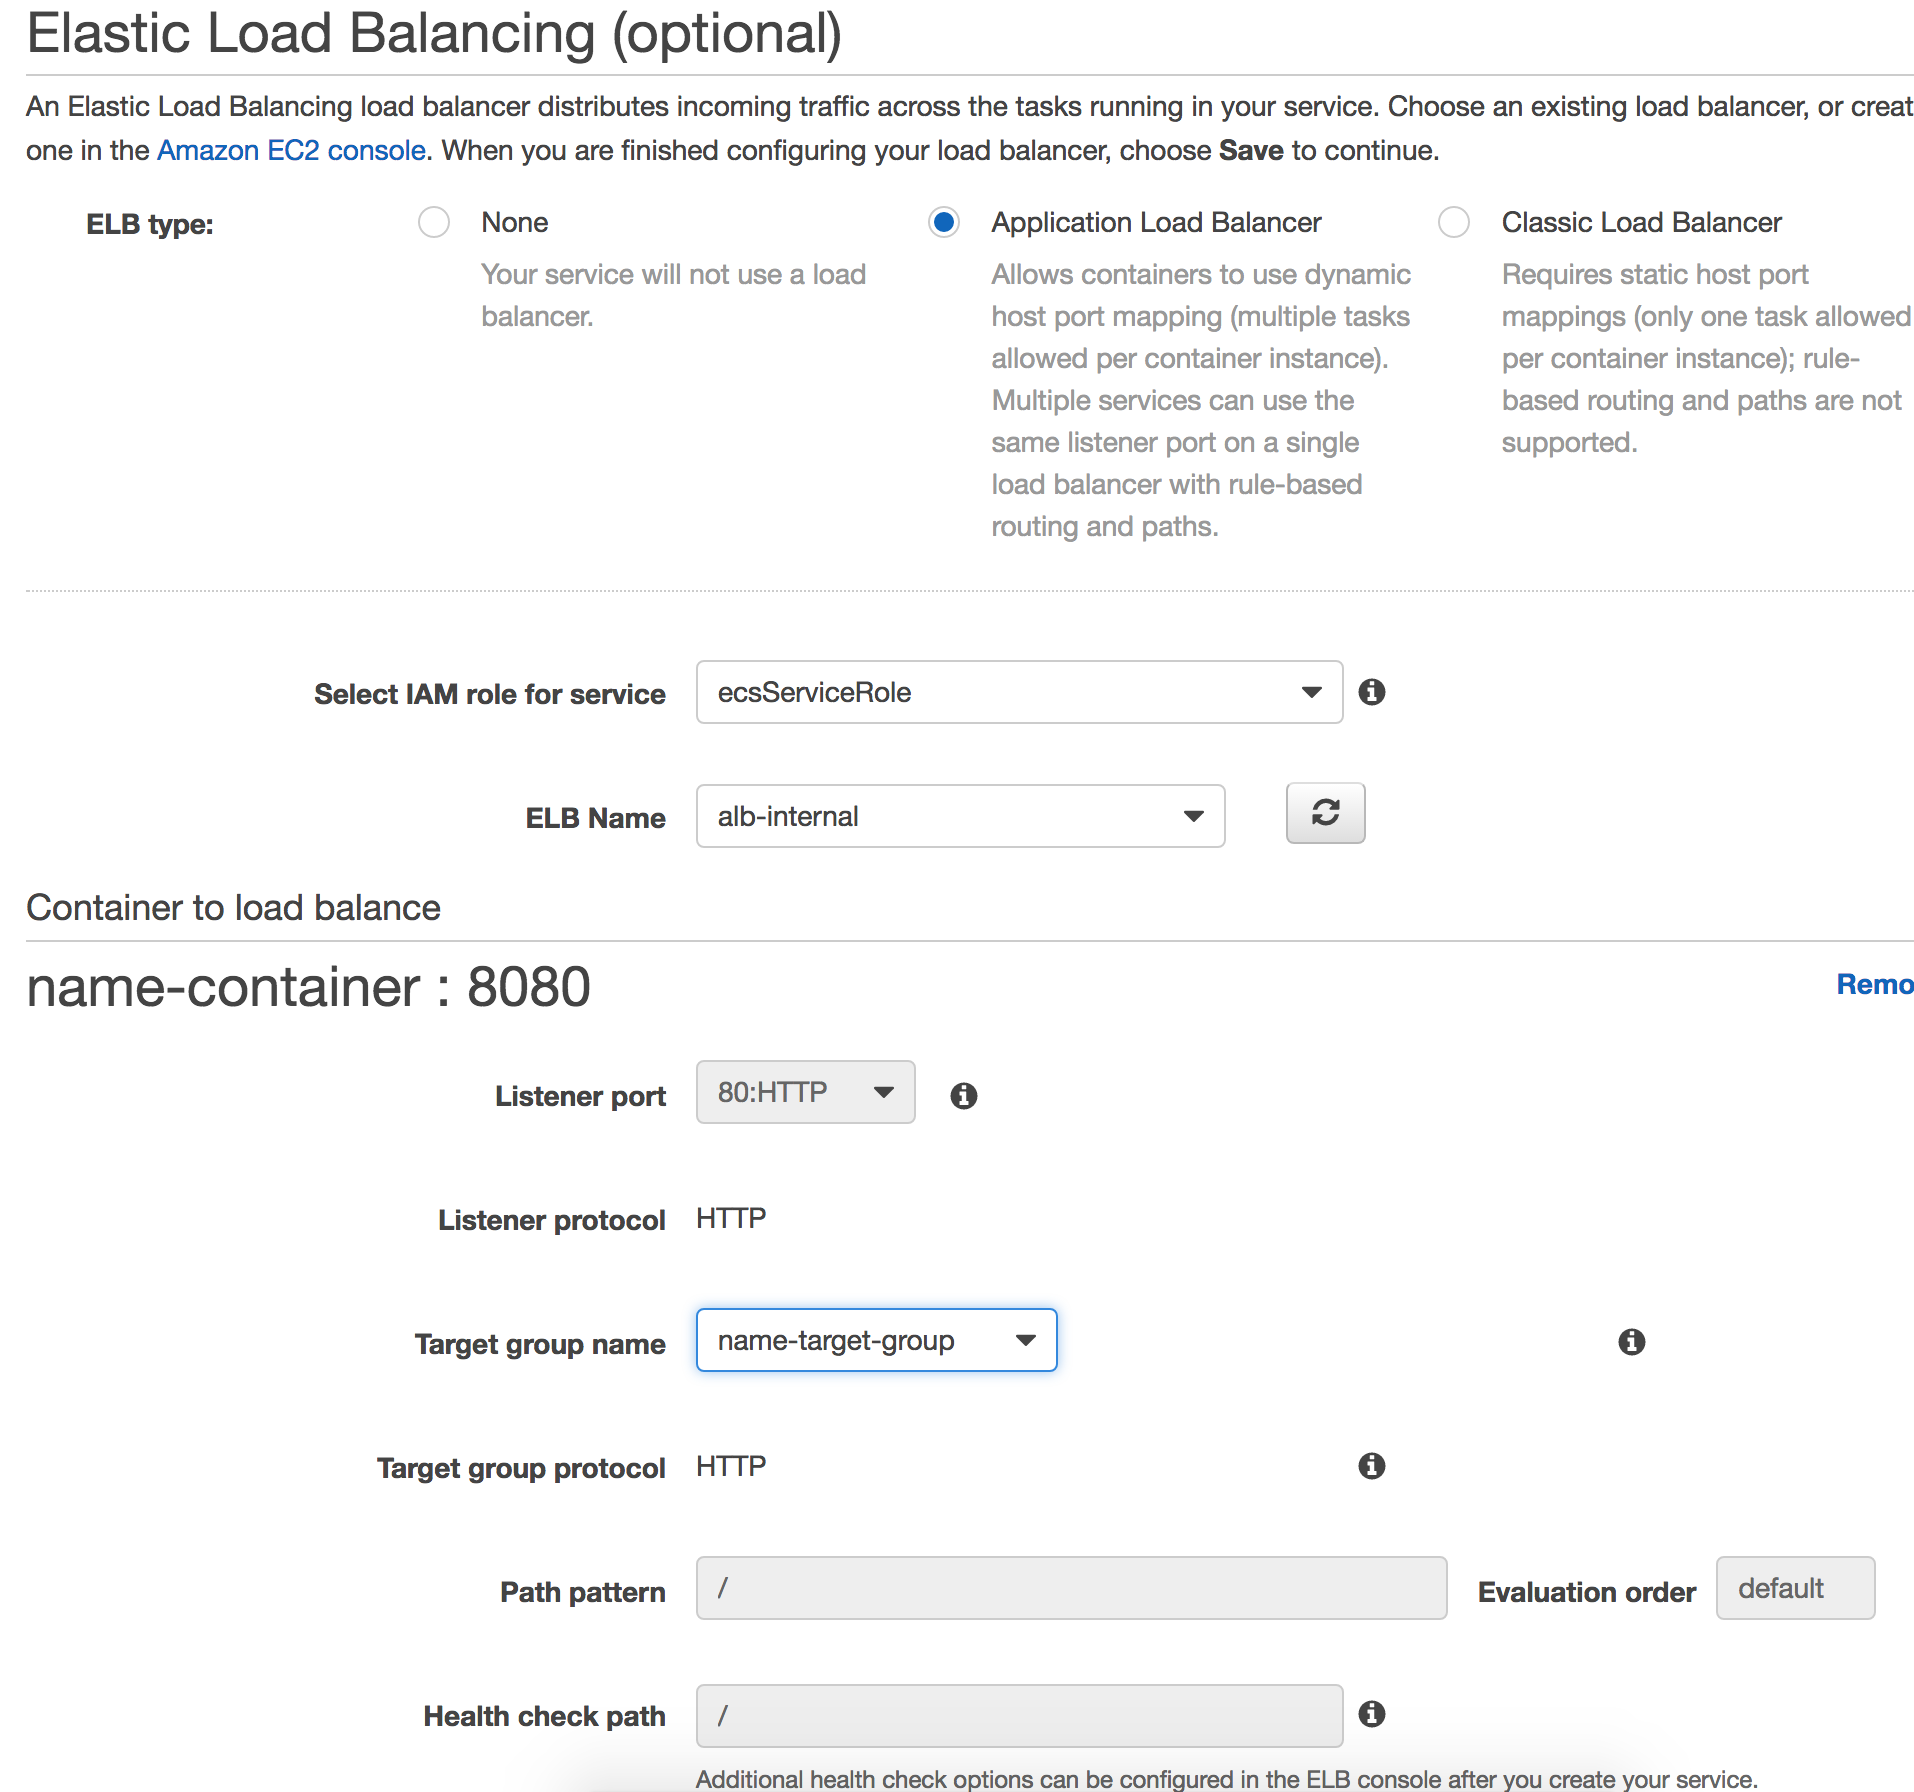 Elastic Load Balancing (optional)
An Elastic Load Balancing load balancer distributes incoming traffic across the tasks running in your service. Choose an existing load balancer, or creat
one in the Amazon EC2 console. When you are finished configuring your load balancer, choose Save to continue.
ELB type:
None
Your service will not use a load
balancer.
Application Load Balancer
Allows containers to use dynamic
host port mapping (multiple tasks
allowed per container instance).
Multiple services can use the
same listener port on a single
load balancer with rule-based
routing and paths.
Classic Load Balancer
Requires static host port
mappings (only one task allowed
per container instance); rule-
based routing and paths are not
supported.
Select IAM role for service
ecsServiceRole
ELB Name
alb-internal
Container to load balance
name-container : 8080
Remo
Listener port
80:HTTP
Listener protocol
HTTP
Target group name
name-target-group
Target group protocol
HTTP
Path pattern
/
Evaluation order
default
Health check path
/
Additional health check options can be configured in the ELB console after you create your service.